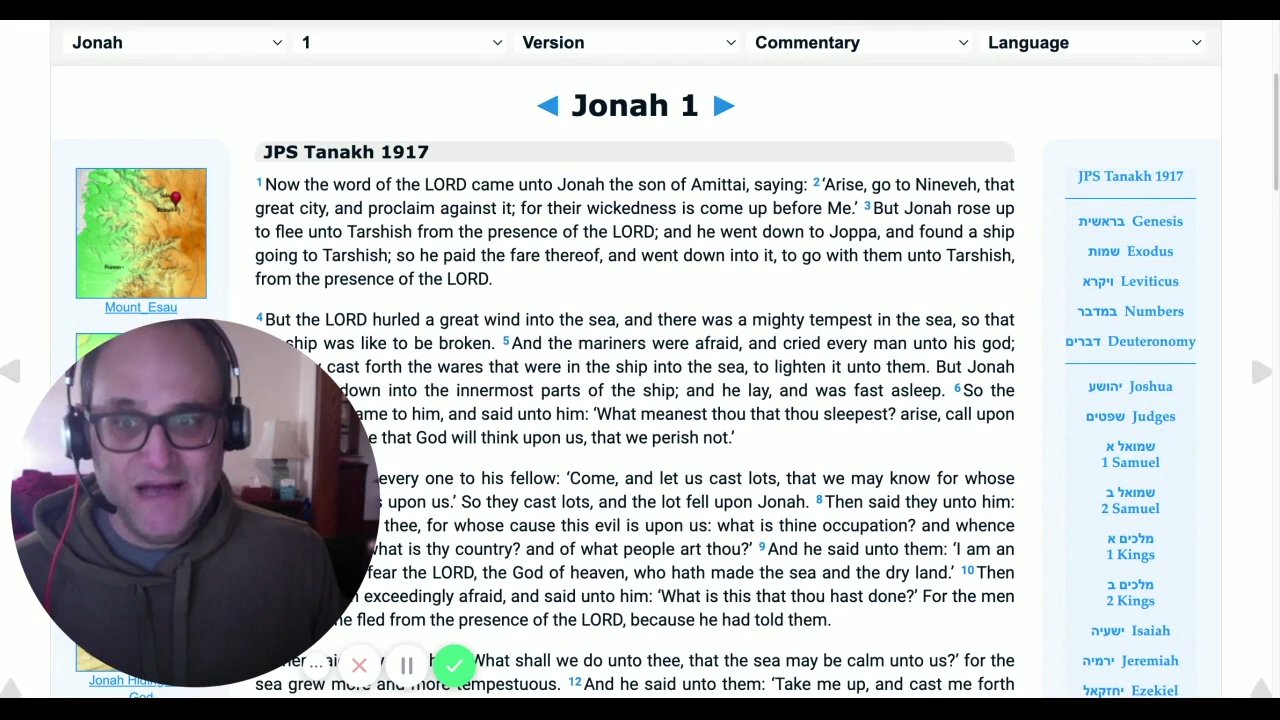 Jonah 1 Version Commentary Language
◀ Jonah 1 ▶
JPS Tanakh 1917
1 Now the word of the LORD came unto Jonah the son of Amittai, saying: 2 ‘Arise, go to Nineveh, that
great city, and proclaim against it; for their wickedness is come up before Me.’ 3 But Jonah rose up
to flee unto Tarshish from the presence of the LORD; and he went down to Joppa, and found a ship
going to Tarshish; so he paid the fare thereof, and went down into it, to go with them unto Tarshish,
from the presence of the LORD.
4 But the LORD hurled a great wind into the sea, and there was a mighty tempest in the sea, so that
ship was like to be broken. 5 And the mariners were afraid, and cried every man unto his god;
cast forth the wares that were in the ship into the sea, to lighten it unto them. But Jonah
down into the innermost parts of the ship; and he lay, and was fast asleep. 6 So the
to him, and said unto him: ‘What meanest thou that thou sleepest? arise, call upon
that God will think upon us, that we perish not.’
every one to his fellow: ‘Come, and let us cast lots, that we may know for whose
upon us.’ So they cast lots, and the lot fell upon Jonah. 8 Then said they unto him:
thee, for whose cause this evil is upon us: what is thine occupation? and whence
what is thy country? and of what people art thou?’ 9 And he said unto them: ‘I am an
fear the LORD, the God of heaven, who hath made the sea and the dry land.’ 10 Then
exceedingly afraid, and said unto him: ‘What is this that thou hast done?’ For the men
he fled from the presence of the LORD, because he had told them.
What shall we do unto thee, that the sea may be calm unto us?’ for the
sea grew more and more tempestuous. 12 And he said unto them: ‘Take me up, and cast me forth
Mount Esau
Jonah Hiding
God
JPS Tanakh 1917
בראשית Genesis
שמות Exodus
ויקרא Leviticus
במדבר Numbers
דברים Deuteronomy
יהושע Joshua
שפטים Judges
שמואל א
1 Samuel
שמואל ב
2 Samuel
מלכים א
1 Kings
מלכים ב
2 Kings
ישעיה Isaiah
ירמיה Jeremiah
יחזקאל Ezekiel